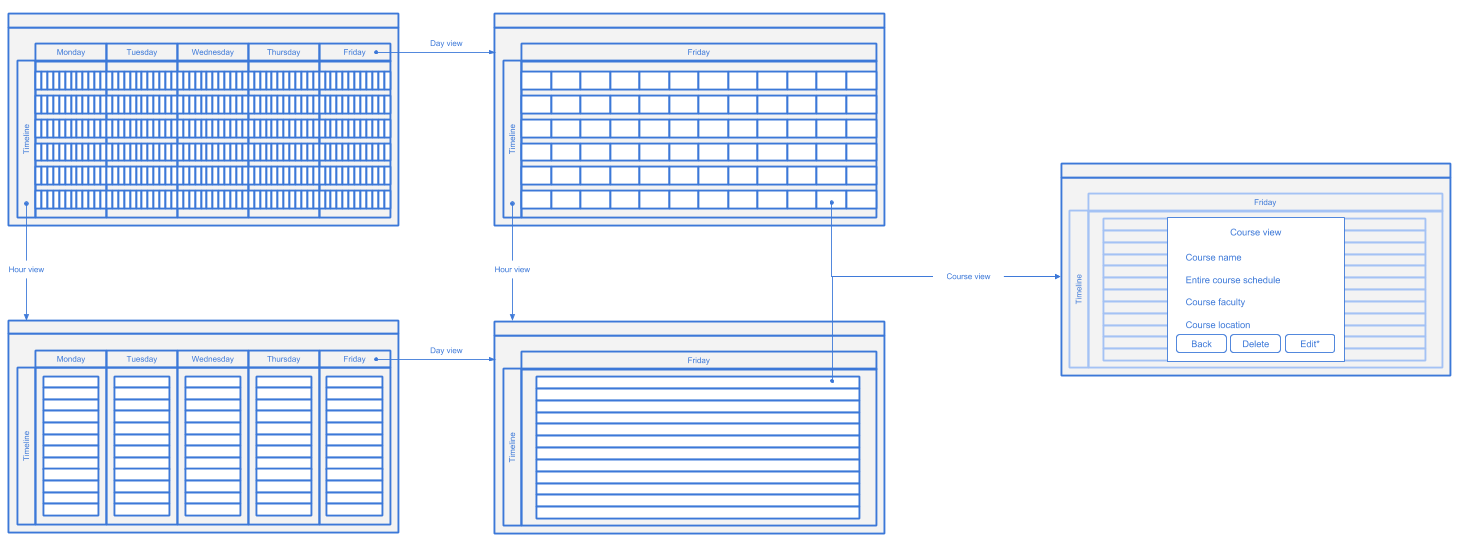 Monday Tuesday Wednesday Thursday Friday
Timeline
Day view
Friday
Timeline
Hour view
Hour view
Course view
Monday Tuesday Wednesday Thursday Friday
Timeline
Day view
Friday
Timeline
Friday
Timeline
Course view
Course name
Entire course schedule
Course faculty
Course location
Back Delete Edit*